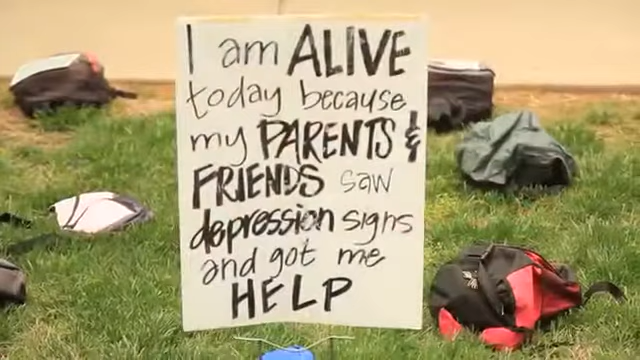 I am ALIVE
today because
my PARENTS &
FRIENDS saw
depression signs
and got me
HELP